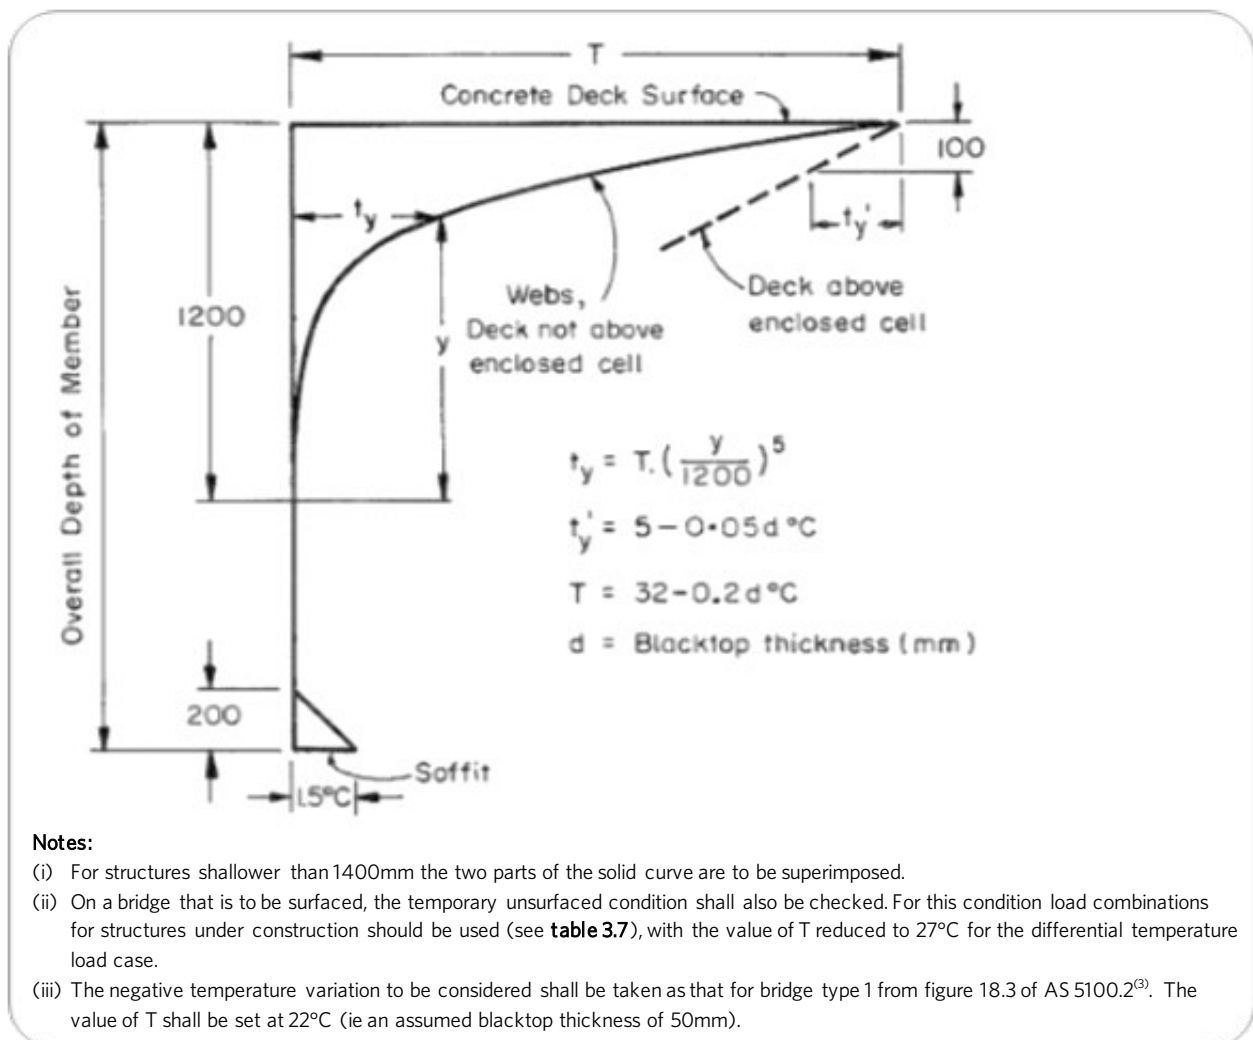 T
Concrete Deck Surface
100
t_y
t_y'
1200
Webs,
Deck not above
enclosed cell
Deck above
enclosed cell
y
Overall Depth of Member
t_y = T.(y/1200)^5
t_y' = 5-0.05d °C
T = 32-0.2d °C
d = Blacktop thickness (mm)
200
Soffit
1.5°C
Notes:
(i) For structures shallower than 1400mm the two parts of the solid curve are to be superimposed.
(ii) On a bridge that is to be surfaced, the temporary unsurfaced condition shall also be checked. For this condition load combinations
for structures under construction should be used (see table 3.7), with the value of T reduced to 27°C for the differential temperature
load case.
(iii) The negative temperature variation to be considered shall be taken as that for bridge type 1 from figure 18.3 of AS 5100.2(3). The
value of T shall be set at 22°C (ie an assumed blacktop thickness of 50mm).